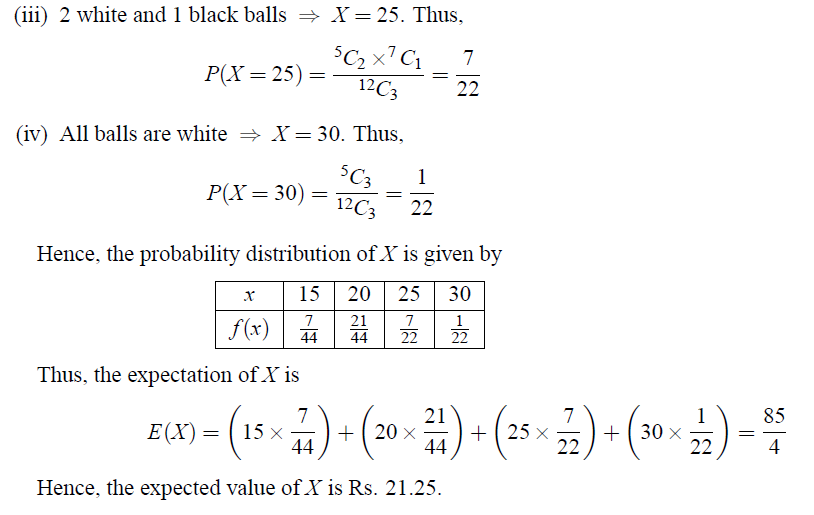 (iii) 2 white and 1 black balls ⇒ X = 25. Thus,
P(X = 25) = (⁵C₂ ×⁷ C₁)/(¹²C₃) = 7/22
(iv) All balls are white ⇒ X = 30. Thus,
P(X = 30) = ⁵C₃/¹²C₃ = 1/22
Hence, the probability distribution of X is given by
x 15 20 25 30
f(x) 7/44 21/44 7/22 1/22
Thus, the expectation of X is
E(X) = (15 × 7/44) + (20 × 21/44) + (25 × 7/22) + (30 × 1/22) = 85/4
Hence, the expected value of X is Rs. 21.25.